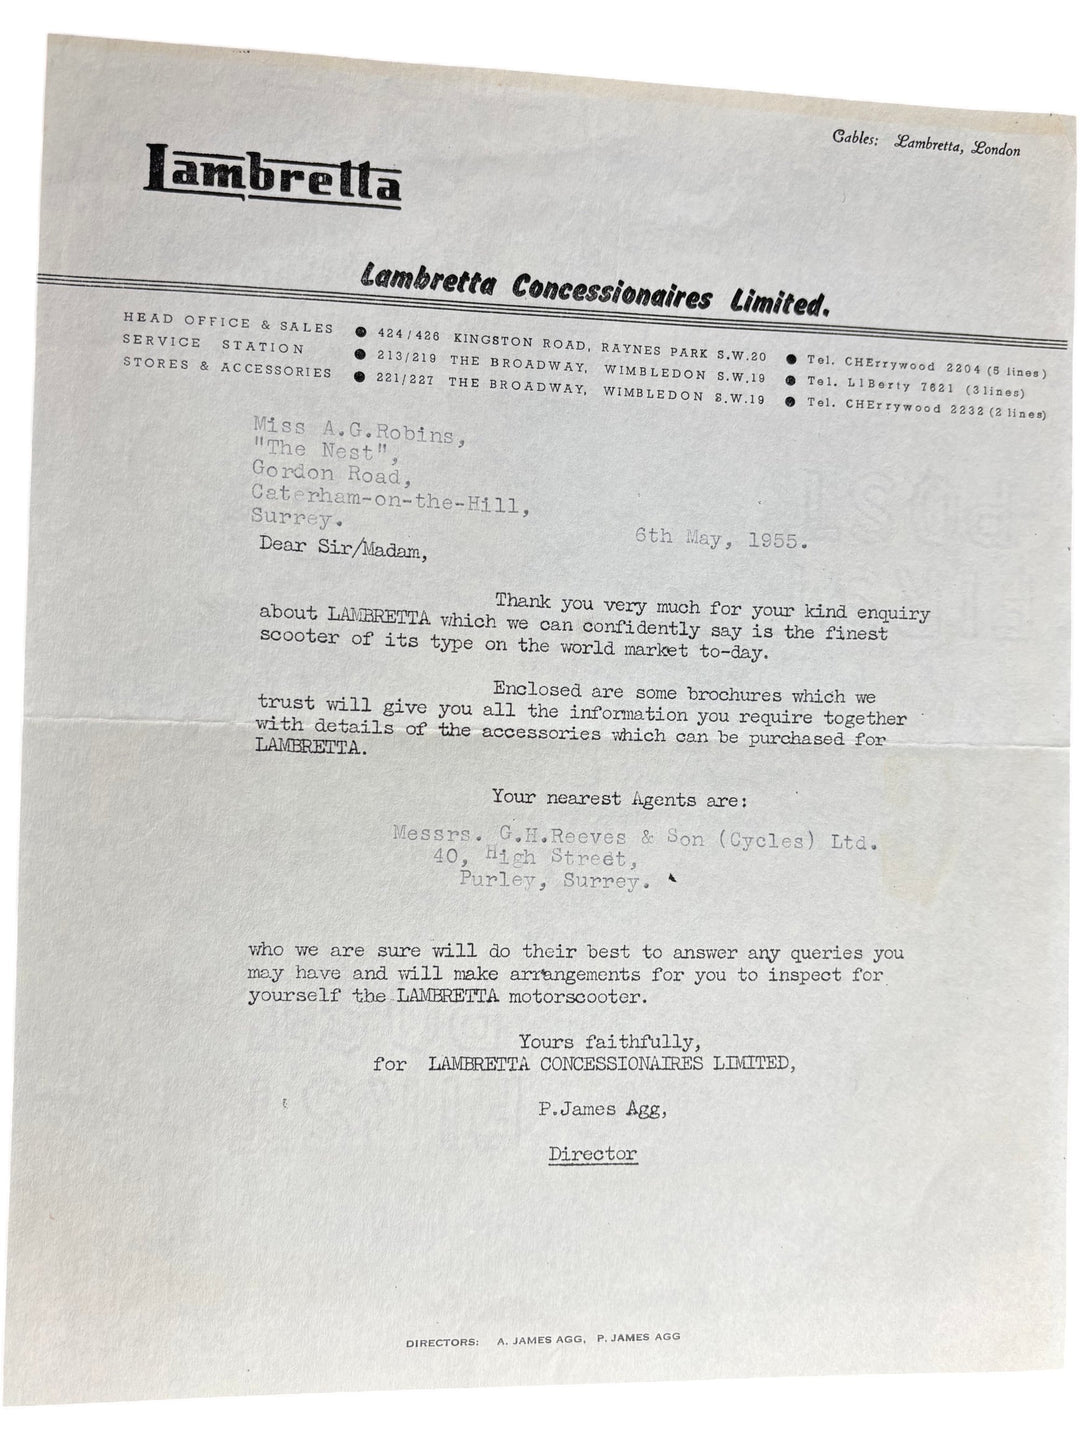 Cables: Lambretta, London
Lambretta
Lambretta Concessionaires Limited.
HEAD OFFICE & SALES ● 424/426 KINGSTON ROAD, RAYNES PARK S.W.20 ● Tel. CHErrywood 2204 (5 lines)
SERVICE STATION ● 213/219 THE BROADWAY, WIMBLEDON S.W.19 ● Tel. LIBerty 7621 (3 lines)
STORES & ACCESSORIES ● 221/227 THE BROADWAY, WIMBLEDON S.W.19 ● Tel. CHErrywood 2232 (2 lines)
Miss A.G.Robins,
"The Nest",
Gordon Road,
Caterham-on-the-Hill,
Surrey.
6th May, 1955.
Dear Sir/Madam,
Thank you very much for your kind enquiry
about LAMBRETTA which we can confidently say is the finest
scooter of its type on the world market to-day.
Enclosed are some brochures which we
trust will give you all the information you require together
with details of the accessories which can be purchased for
LAMBRETTA.
Your nearest Agents are:
Messrs. G.H.Reeves & Son (Cycles) Ltd.
40, High Street,
Purley, Surrey.
who we are sure will do their best to answer any queries you
may have and will make arrangements for you to inspect for
yourself the LAMBRETTA motorscooter.
Yours faithfully,
for LAMBRETTA CONCESSIONAIRES LIMITED,
P.James Agg,
Director
DIRECTORS: A. JAMES AGG, P. JAMES AGG